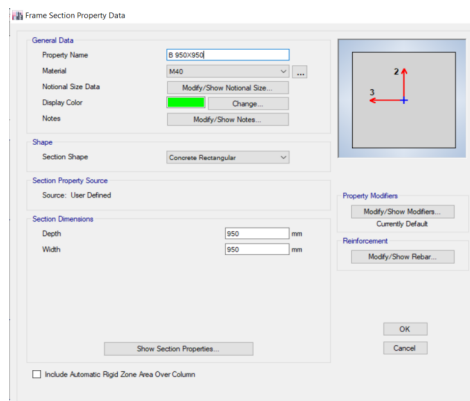 Frame Section Property Data
General Data
Property Name B 950X950
Material M40 ...
Notional Size Data Modify/Show Notional Size...
Display Color Change...
Notes Modify/Show Notes...
2
3
Shape
Section Shape Concrete Rectangular
Section Property Source
Source: User Defined
Property Modifiers
Modify/Show Modifiers...
Currently Default
Section Dimensions
Depth 950 mm
Width 950 mm
Reinforcement
Modify/Show Rebar...
OK
Show Section Properties... Cancel
Include Automatic Rigid Zone Area Over Column